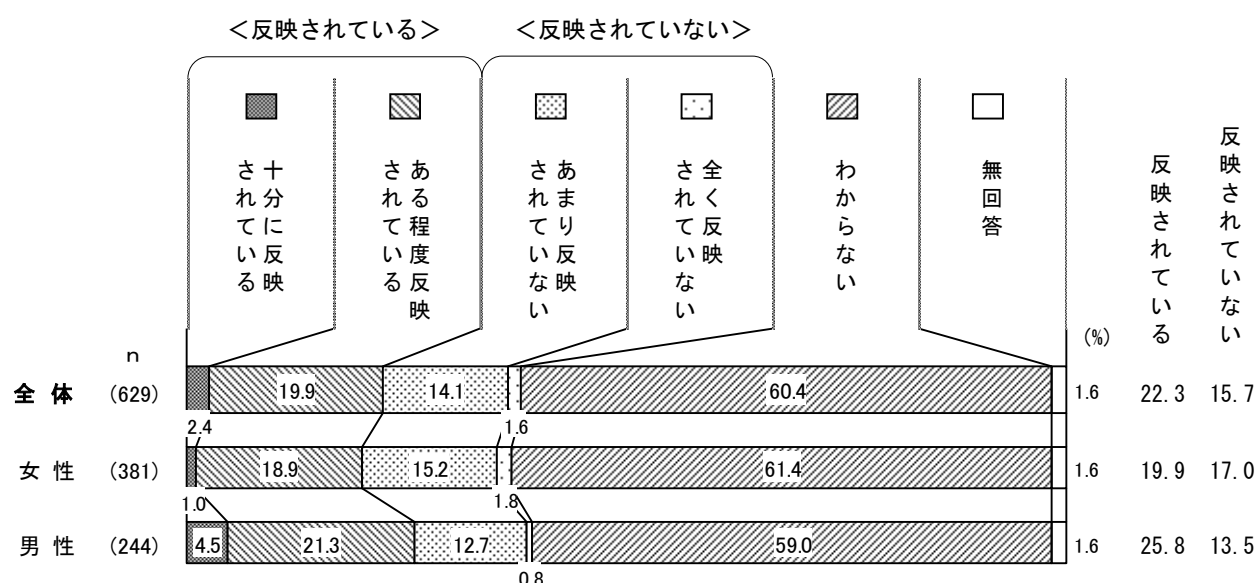 ＜反映されている＞　＜反映されていない＞
十分に反映
されている
ある程度反映
されている
あまり反映
されていない
全く反映
されていない
わからない
無回答
反映されている
反映されていない
(%)
ｎ
全体 (629) 19.9 14.1 60.4 1.6 22.3 15.7
2.4 1.6
女性 (381) 18.9 15.2 61.4 1.6 19.9 17.0
1.0 1.8
男性 (244) 4.5 21.3 12.7 59.0 1.6 25.8 13.5
0.8